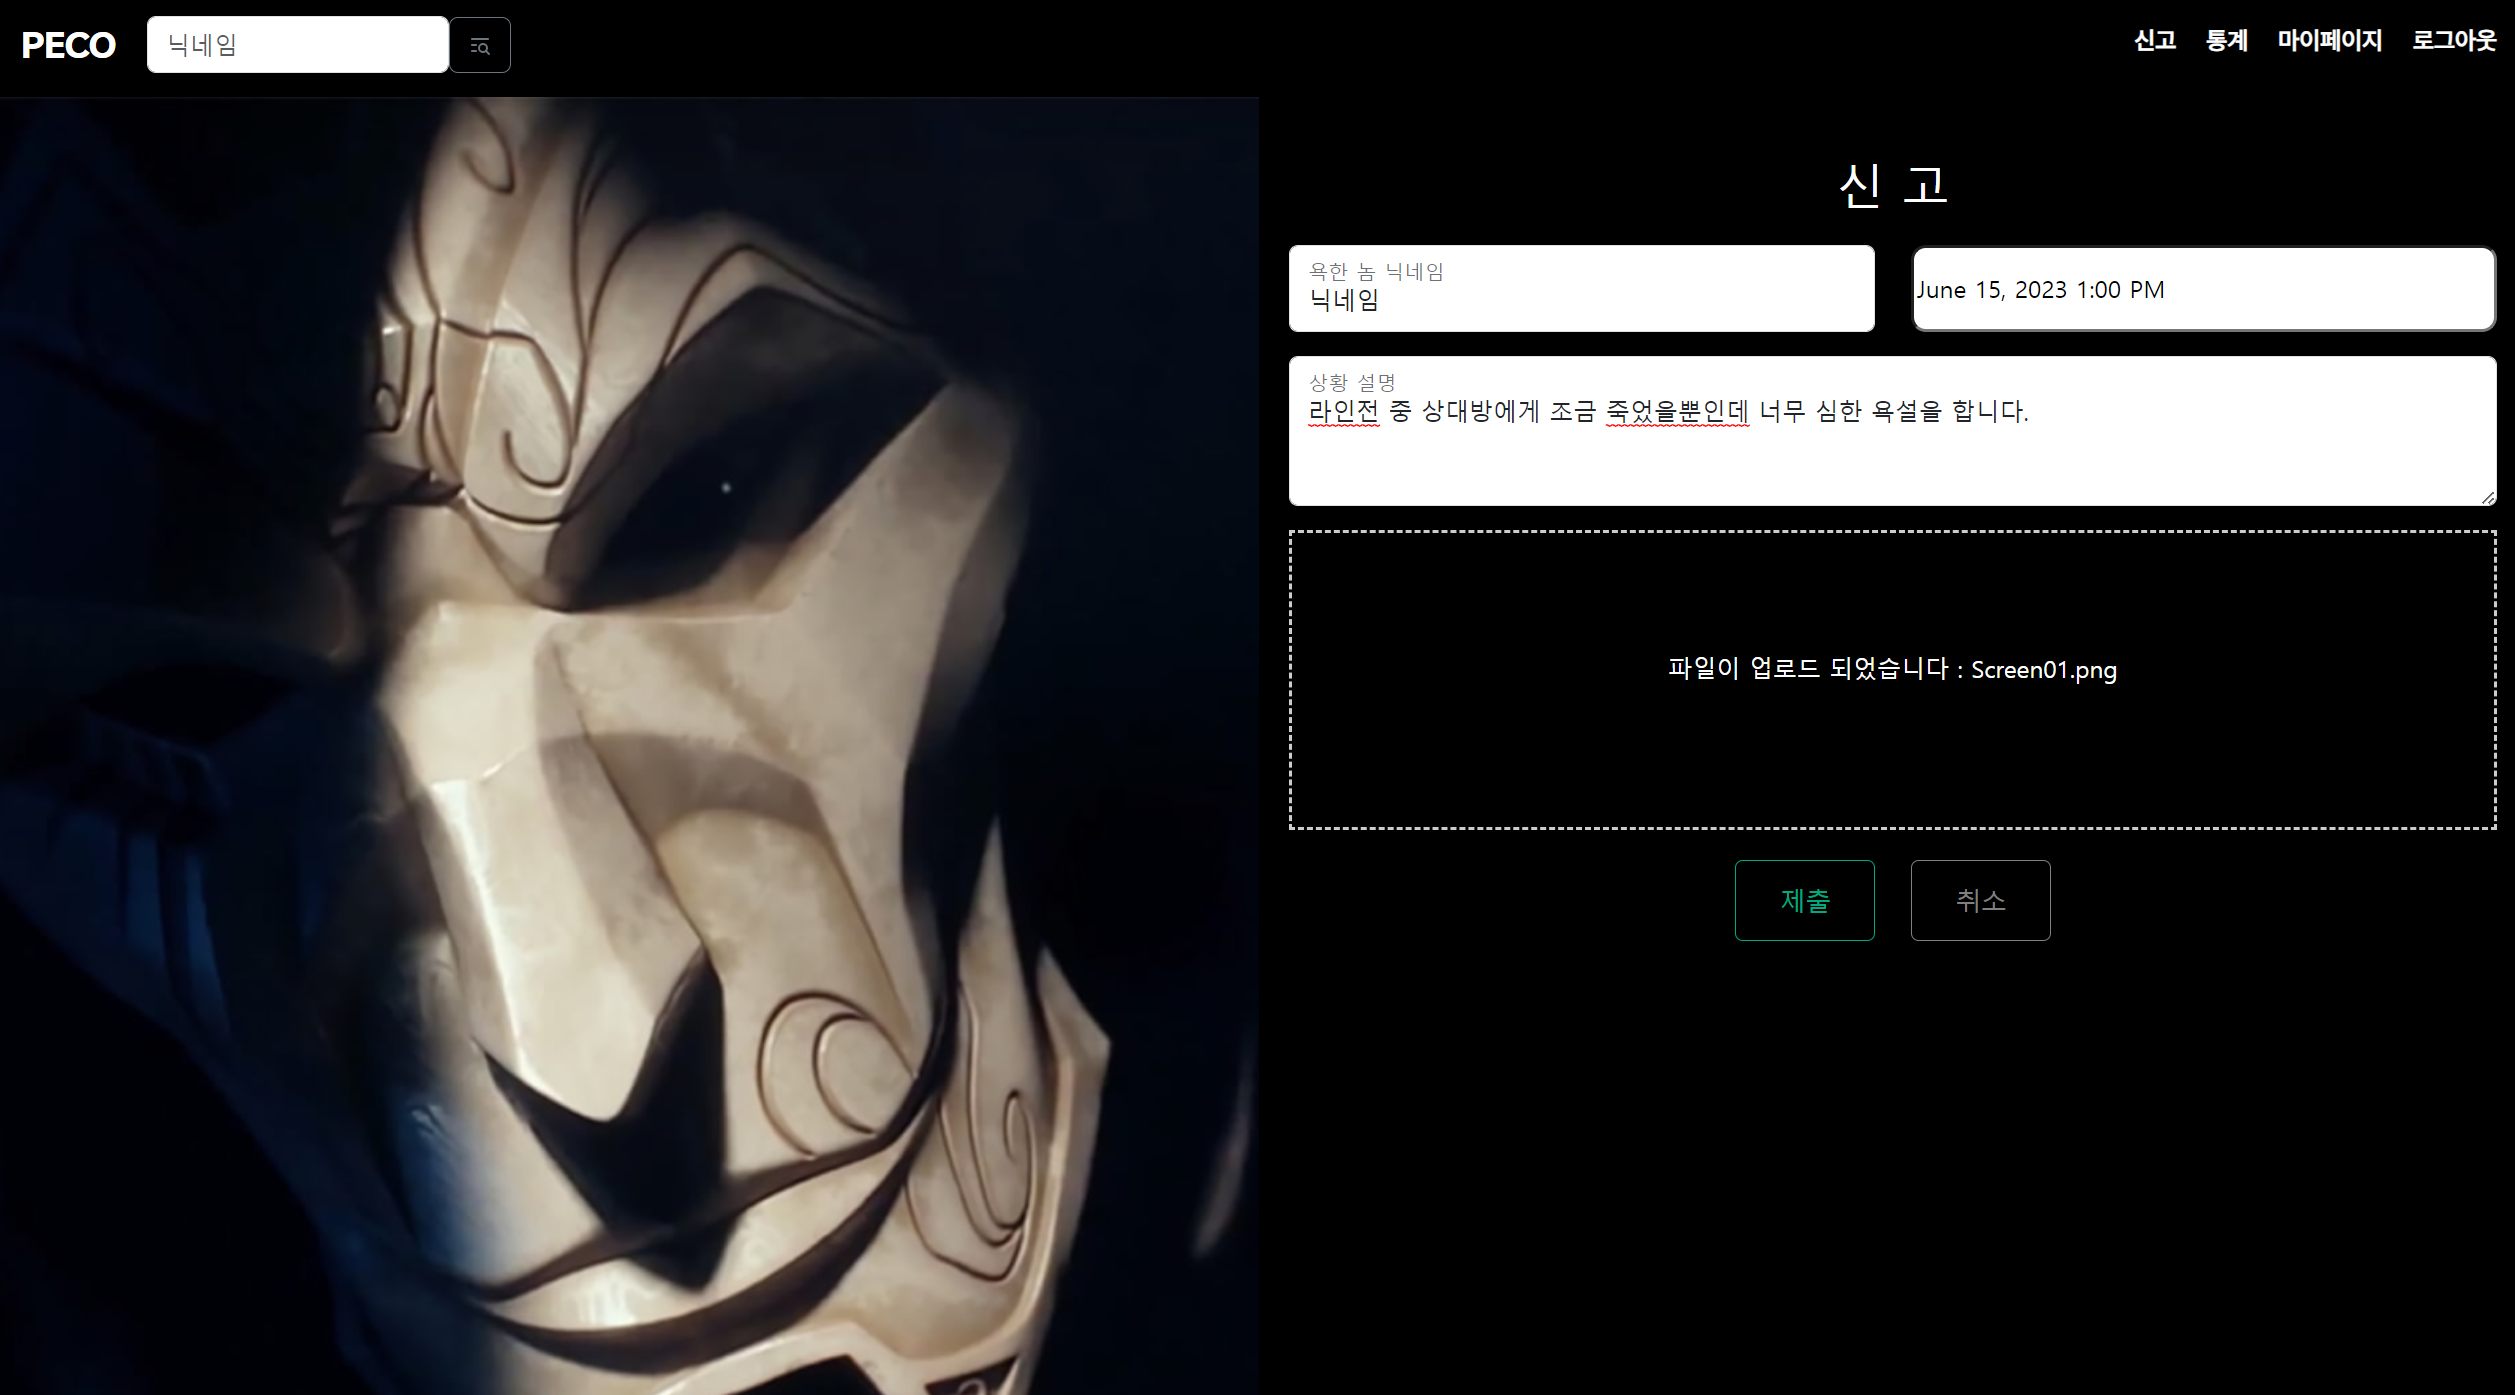 PECO
닉네임
신고 통계 마이페이지 로그아웃
신 고
욕한 놈 닉네임
닉네임
June 15, 2023 1:00 PM
상황 설명
라인전 중 상대방에게 조금 죽었을뿐인데 너무 심한 욕설을 합니다.
파일이 업로드 되었습니다 : Screen01.png
제출 취소